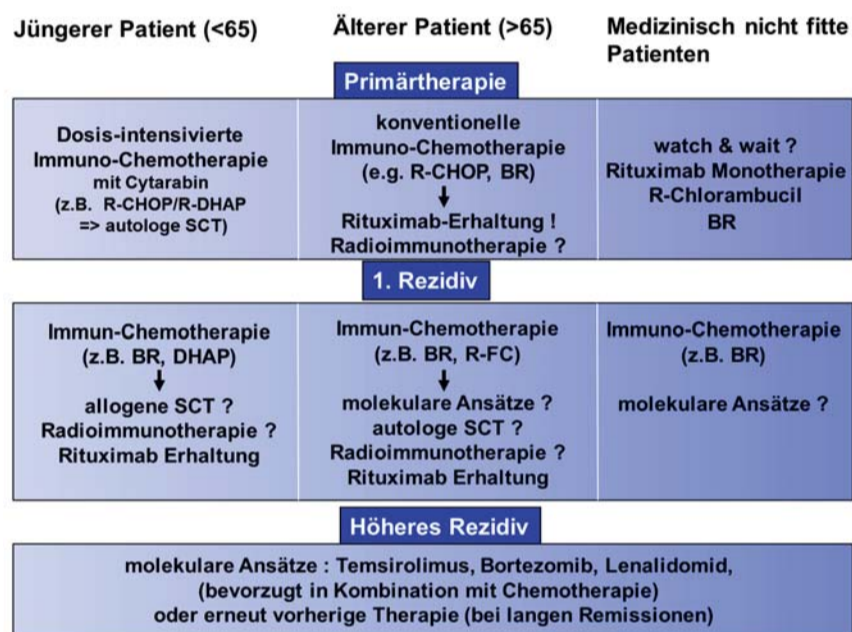 Jüngerer Patient (<65)
Älterer Patient (>65)
Medizinisch nicht fitte
Patienten
Primärtherapie
Dosis-intensivierte
Immuno-Chemotherapie
mit Cytarabin
(z.B. R-CHOP/R-DHAP
=> autologe SCT)
konventionelle
Immuno-Chemotherapie
(e.g. R-CHOP, BR)
Rituximab-Erhaltung !
Radioimmunotherapie ?
watch & wait ?
Rituximab Monotherapie
R-Chlorambucil
BR
1. Rezidiv
Immun-Chemotherapie
(z.B. BR, DHAP)
allogene SCT ?
Radioimmunotherapie ?
Rituximab Erhaltung
Immun-Chemotherapie
(z.B. BR, R-FC)
molekulare Ansätze ?
autologe SCT ?
Radioimmunotherapie ?
Rituximab Erhaltung
Immuno-Chemotherapie
(z.B. BR)
molekulare Ansätze ?
Höheres Rezidiv
molekulare Ansätze : Temsirolimus, Bortezomib, Lenalidomid,
(bevorzugt in Kombination mit Chemotherapie)
oder erneut vorherige Therapie (bei langen Remissionen)